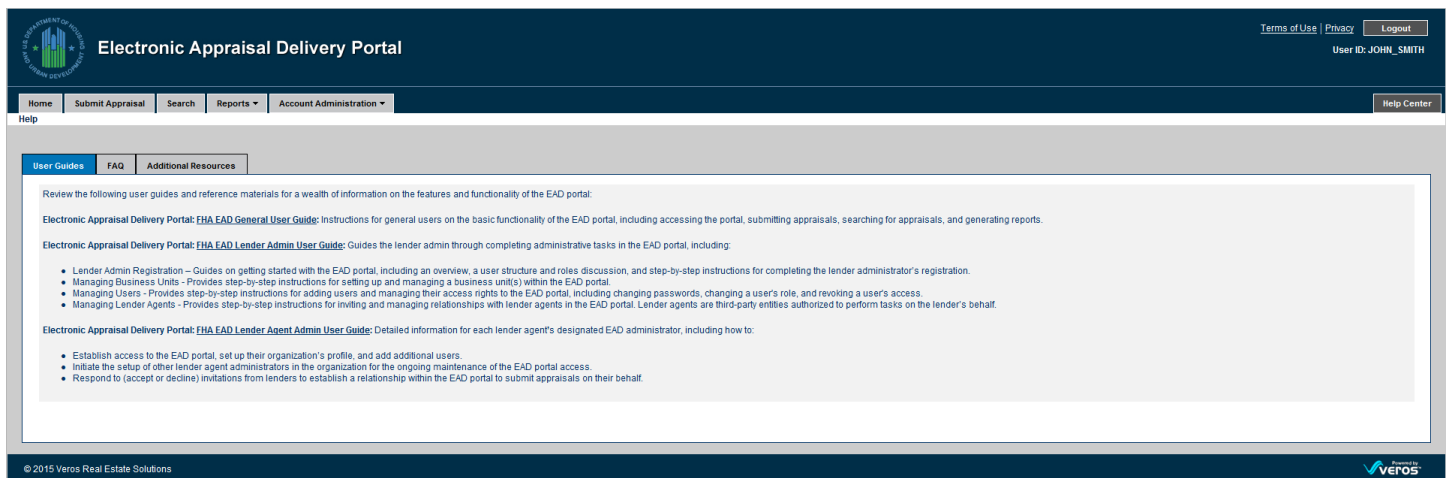 U.S. DEPARTMENT OF HOUSING AND URBAN DEVELOPMENT
Electronic Appraisal Delivery Portal
Terms of Use | Privacy Logout
User ID: JOHN_SMITH
Home Submit Appraisal Search Reports Account Administration Help Center
Help
User Guides FAQ Additional Resources
Review the following user guides and reference materials for a wealth of information on the features and functionality of the EAD portal:
Electronic Appraisal Delivery Portal: FHA EAD General User Guide: Instructions for general users on the basic functionality of the EAD portal, including accessing the portal, submitting appraisals, searching for appraisals, and generating reports.
Electronic Appraisal Delivery Portal: FHA EAD Lender Admin User Guide: Guides the lender admin through completing administrative tasks in the EAD portal, including:
• Lender Admin Registration – Guides on getting started with the EAD portal, including an overview, a user structure and roles discussion, and step-by-step instructions for completing the lender administrator's registration.
• Managing Business Units - Provides step-by-step instructions for setting up and managing a business unit(s) within the EAD portal.
• Managing Users - Provides step-by-step instructions for adding users and managing their access rights to the EAD portal, including changing passwords, changing a user's role, and revoking a user's access.
• Managing Lender Agents - Provides step-by-step instructions for inviting and managing relationships with lender agents in the EAD portal. Lender agents are third-party entities authorized to perform tasks on the lender's behalf.
Electronic Appraisal Delivery Portal: FHA EAD Lender Agent Admin User Guide: Detailed information for each lender agent's designated EAD administrator, including how to:
• Establish access to the EAD portal, set up their organization's profile, and add additional users.
• Initiate the setup of other lender agent administrators in the organization for the ongoing maintenance of the EAD portal access.
• Respond to (accept or decline) invitations from lenders to establish a relationship within the EAD portal to submit appraisals on their behalf.
© 2015 Veros Real Estate Solutions
Powered by
veros